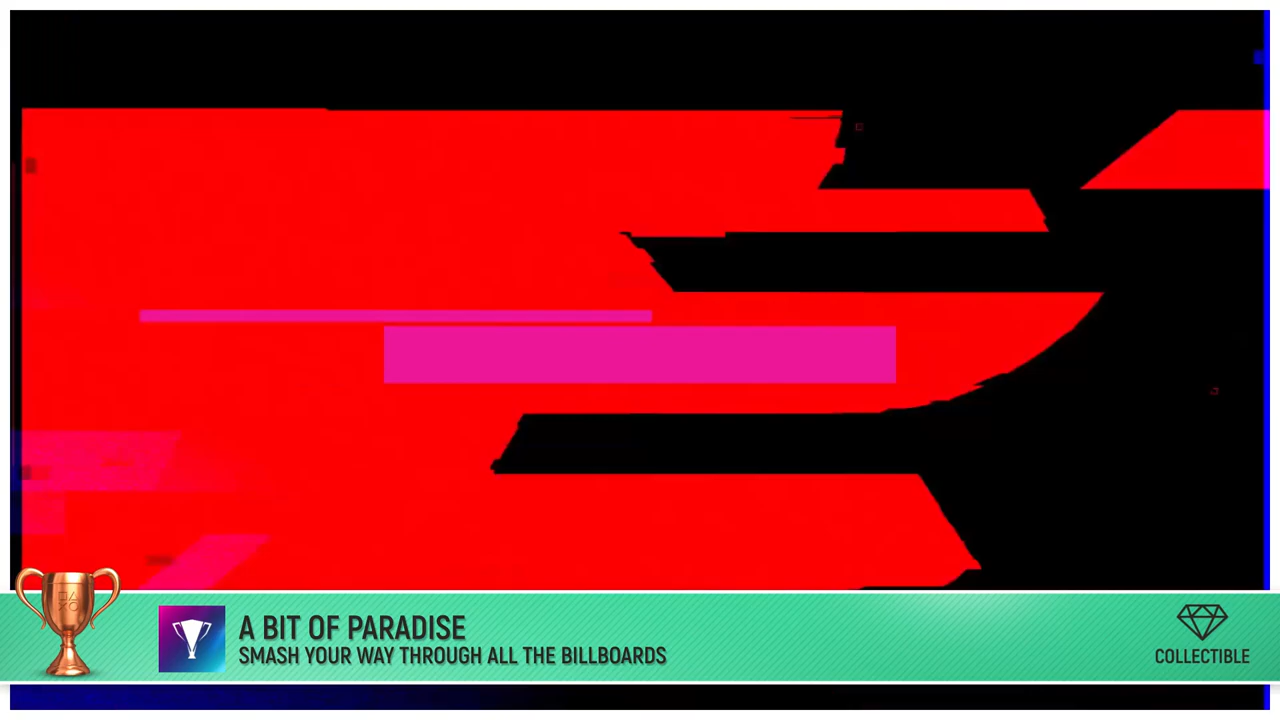 A BIT OF PARADISE
SMASH YOUR WAY THROUGH ALL THE BILLBOARDS
COLLECTIBLE